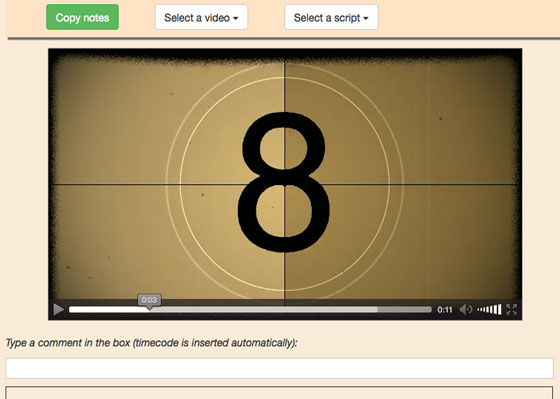 Copy notes
Select a video
Select a script
8
0:03
0:11
Type a comment in the box (timecode is inserted automatically):